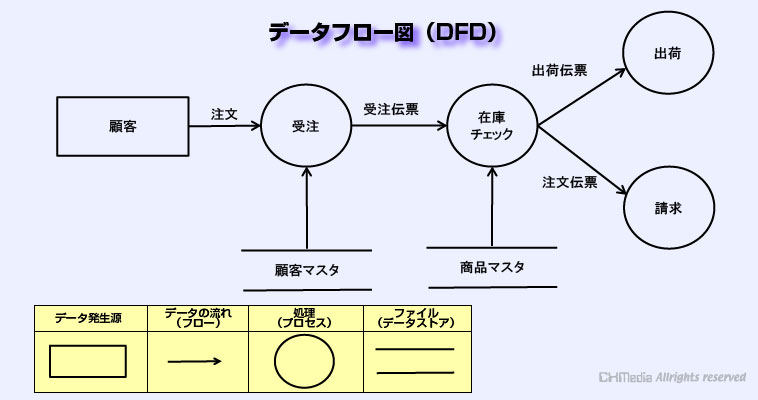 データフロー図（DFD）
出荷
出荷伝票
顧客
注文
受注
受注伝票
在庫
チェック
注文伝票
請求
顧客マスタ
商品マスタ
データ発生源
データの流れ
（フロー）
処理
（プロセス）
ファイル
（データストア）
CHMedia Allrights reserved